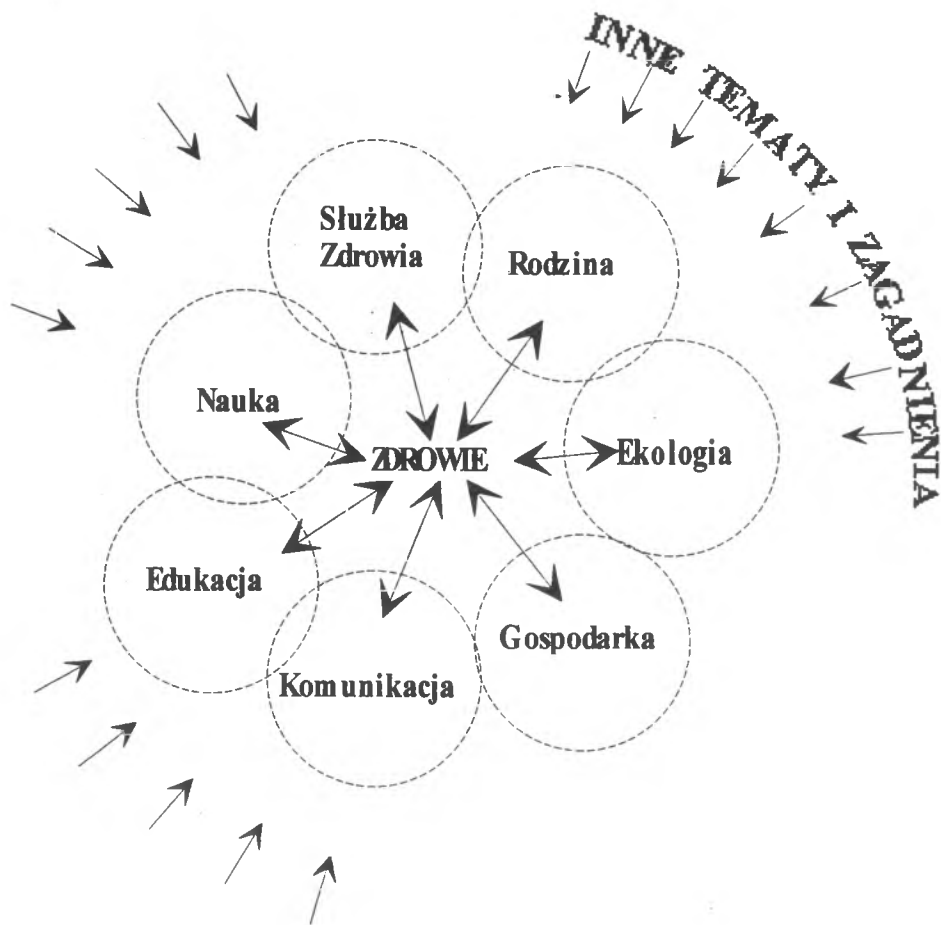 INNE TEMATY I ZAGADNIENIA
Służba
Zdrowia
Rodzina
Nauka
ZDROWIE
Ekologia
Edukacja
Gospodarka
Komunikacja